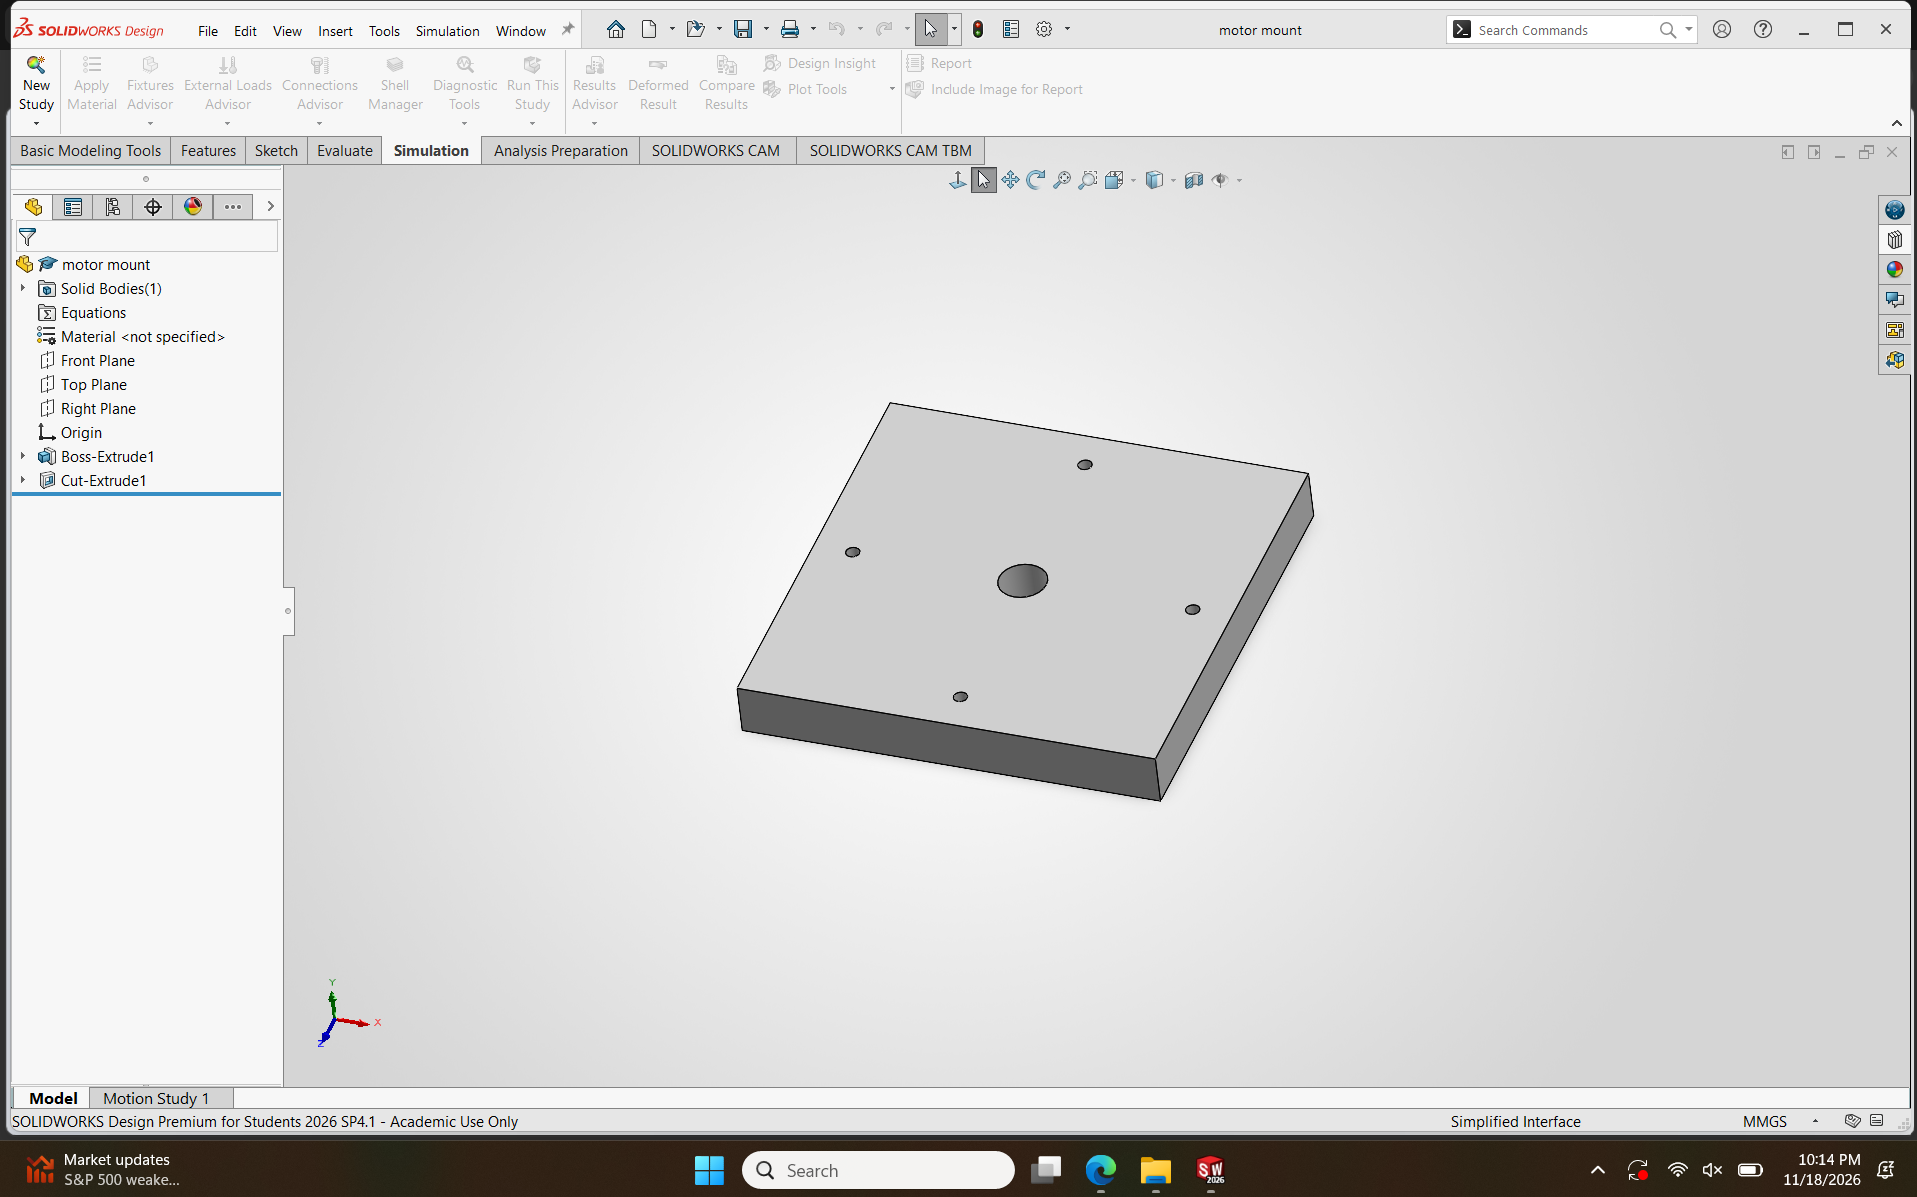 SOLIDWORKS Design File Edit View Insert Tools Simulation Window motor mount Search Commands
New Study Apply Material Fixtures Advisor External Loads Advisor Connections Advisor Shell Manager Diagnostic Tools Run This Study Results Advisor Deformed Result Compare Results Design Insight Plot Tools Report Include Image for Report
Basic Modeling Tools Features Sketch Evaluate Simulation Analysis Preparation SOLIDWORKS CAM SOLIDWORKS CAM TBM
motor mount
Solid Bodies(1)
Equations
Material <not specified>
Front Plane
Top Plane
Right Plane
Origin
Boss-Extrude1
Cut-Extrude1
Y
X
Z
Model Motion Study 1
SOLIDWORKS Design Premium for Students 2026 SP4.1 - Academic Use Only Simplified Interface MMGS
Market updates
S&P 500 weake...
Search
SW
2026
10:14 PM
11/18/2026